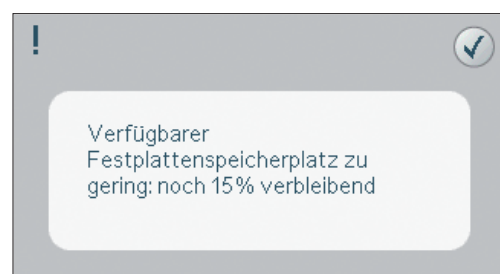 !
Verfügbarer
Festplattenspeicherplatz zu
gering: noch 15% verbleibend